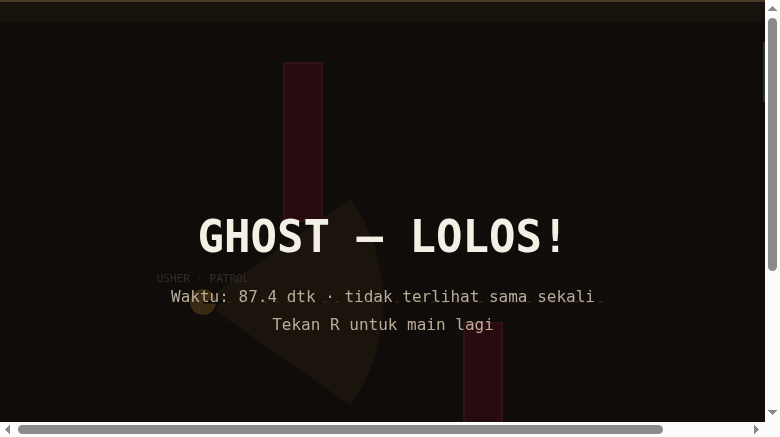 GHOST — LOLOS!
USHER · PATROL
Waktu: 87.4 dtk · tidak terlihat sama sekali
Tekan R untuk main lagi